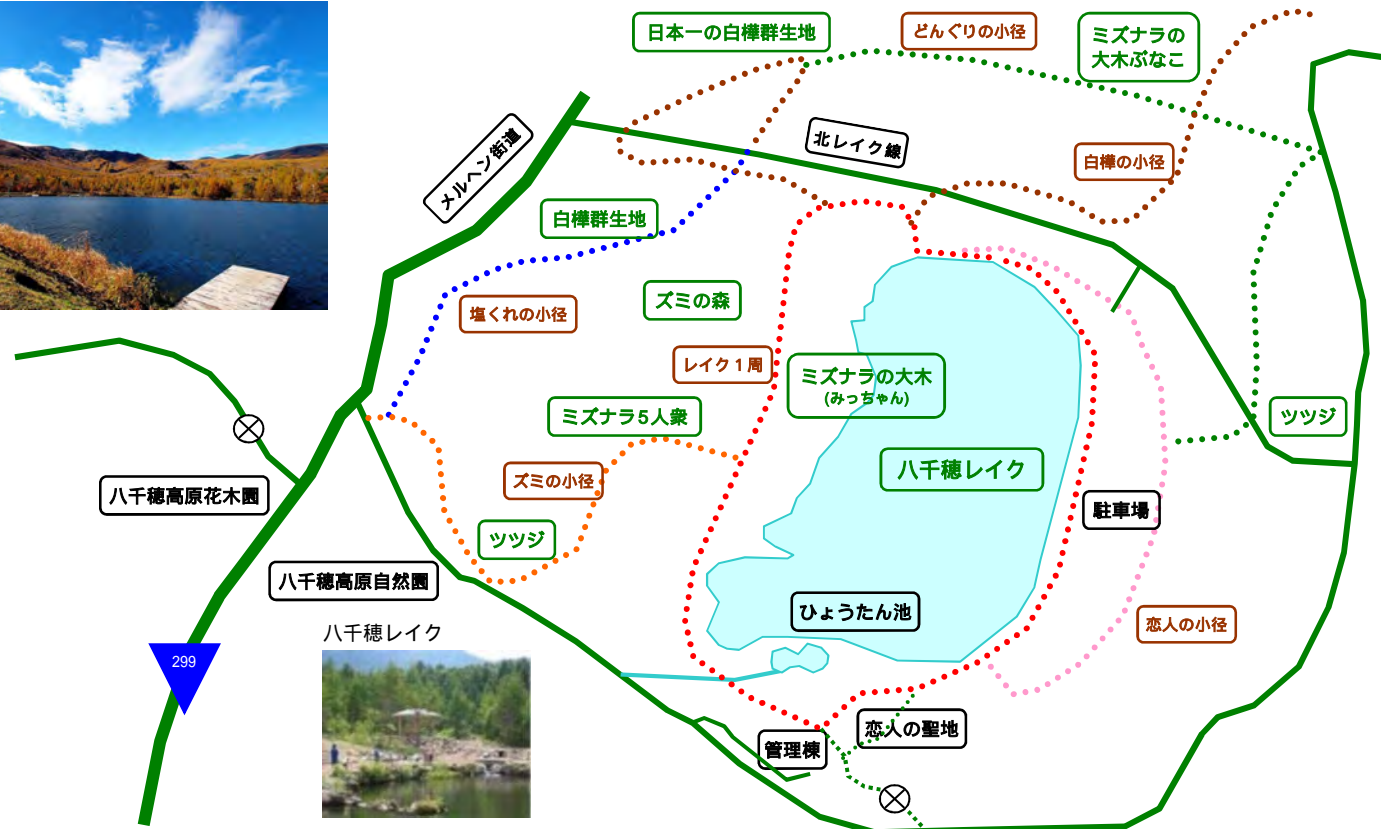 日本一の白樺群生地
どんぐりの小径
ミズナラの
大木ぶなこ
メルヘン街道
北レイク線
白樺の小径
白樺群生地
塩くれの小径
ズミの森
レイク1周
ミズナラの大木
(みっちゃん)
ミズナラ5人衆
ツツジ
八千穂レイク
ズミの小径
八千穂高原花木園
駐車場
ツツジ
八千穂高原自然園
ひょうたん池
恋人の小径
八千穂レイク
299
恋人の聖地
管理棟